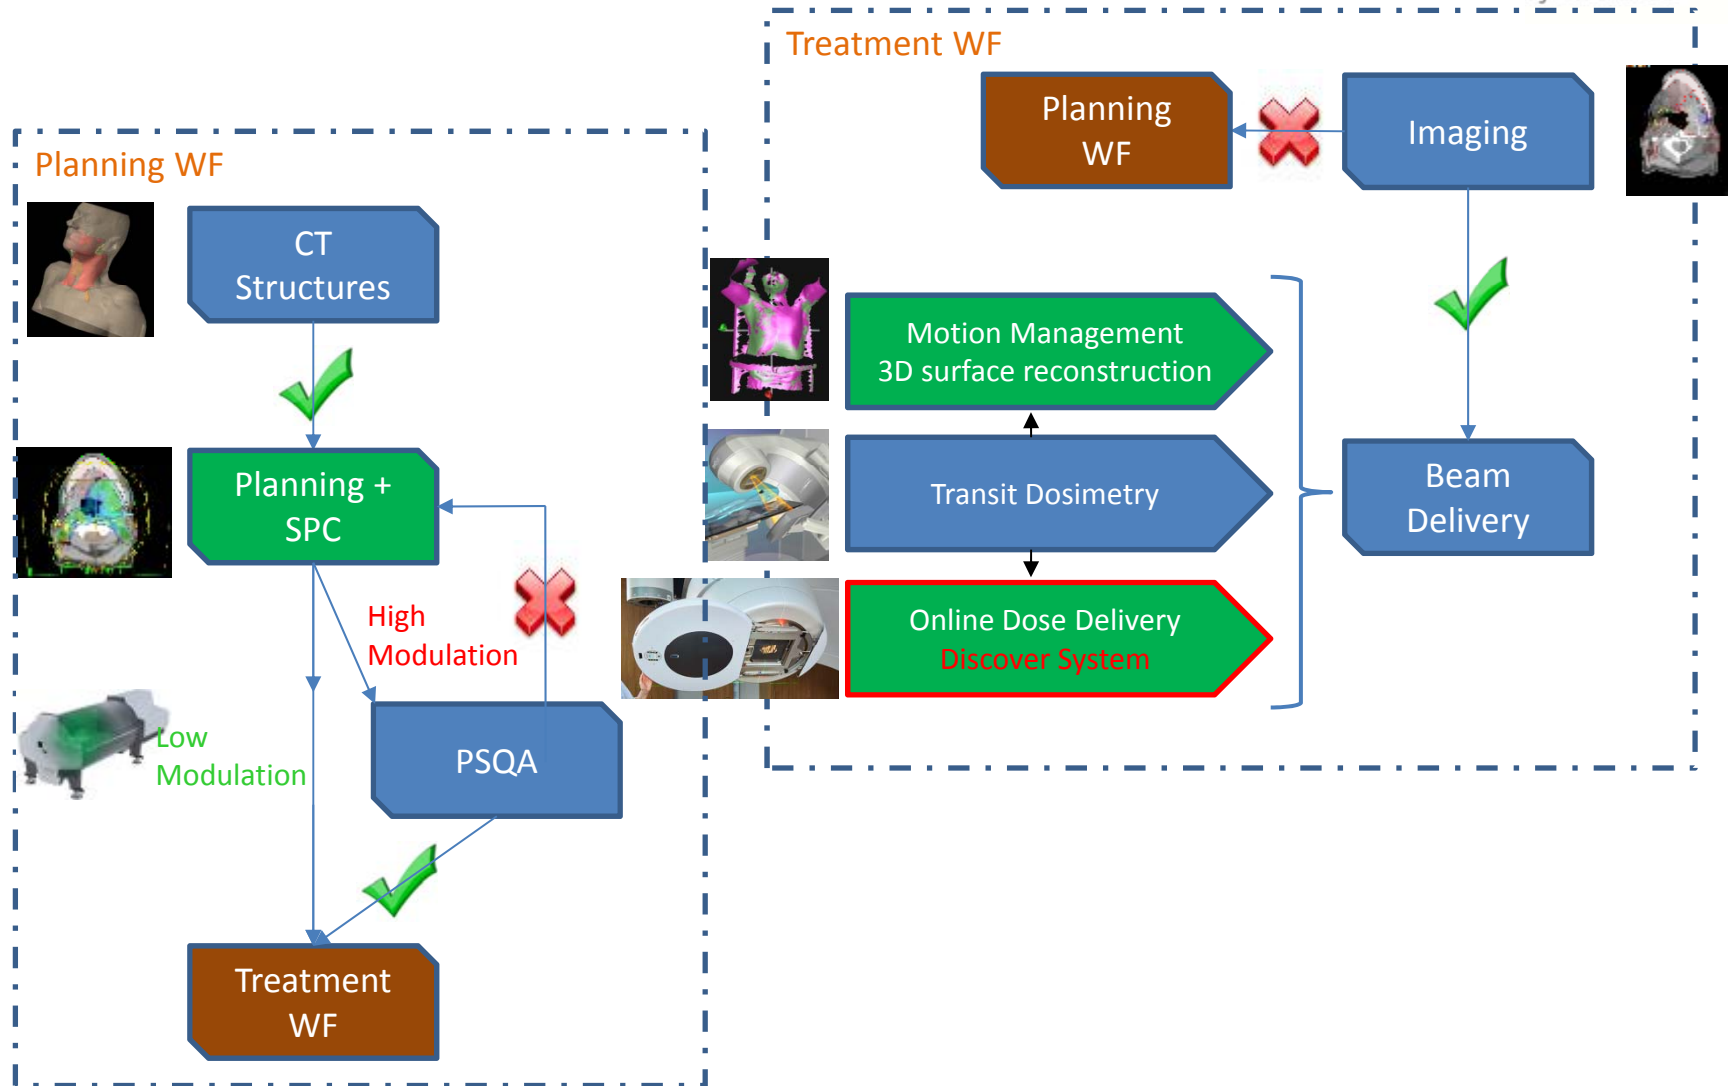 Planning WF
CT
Structures
Planning +
SPC
High
Modulation
Low
Modulation
PSQA
Treatment
WF
Treatment WF
Planning
WF
Imaging
Motion Management
3D surface reconstruction
Transit Dosimetry
Online Dose Delivery
Discover System
Beam
Delivery